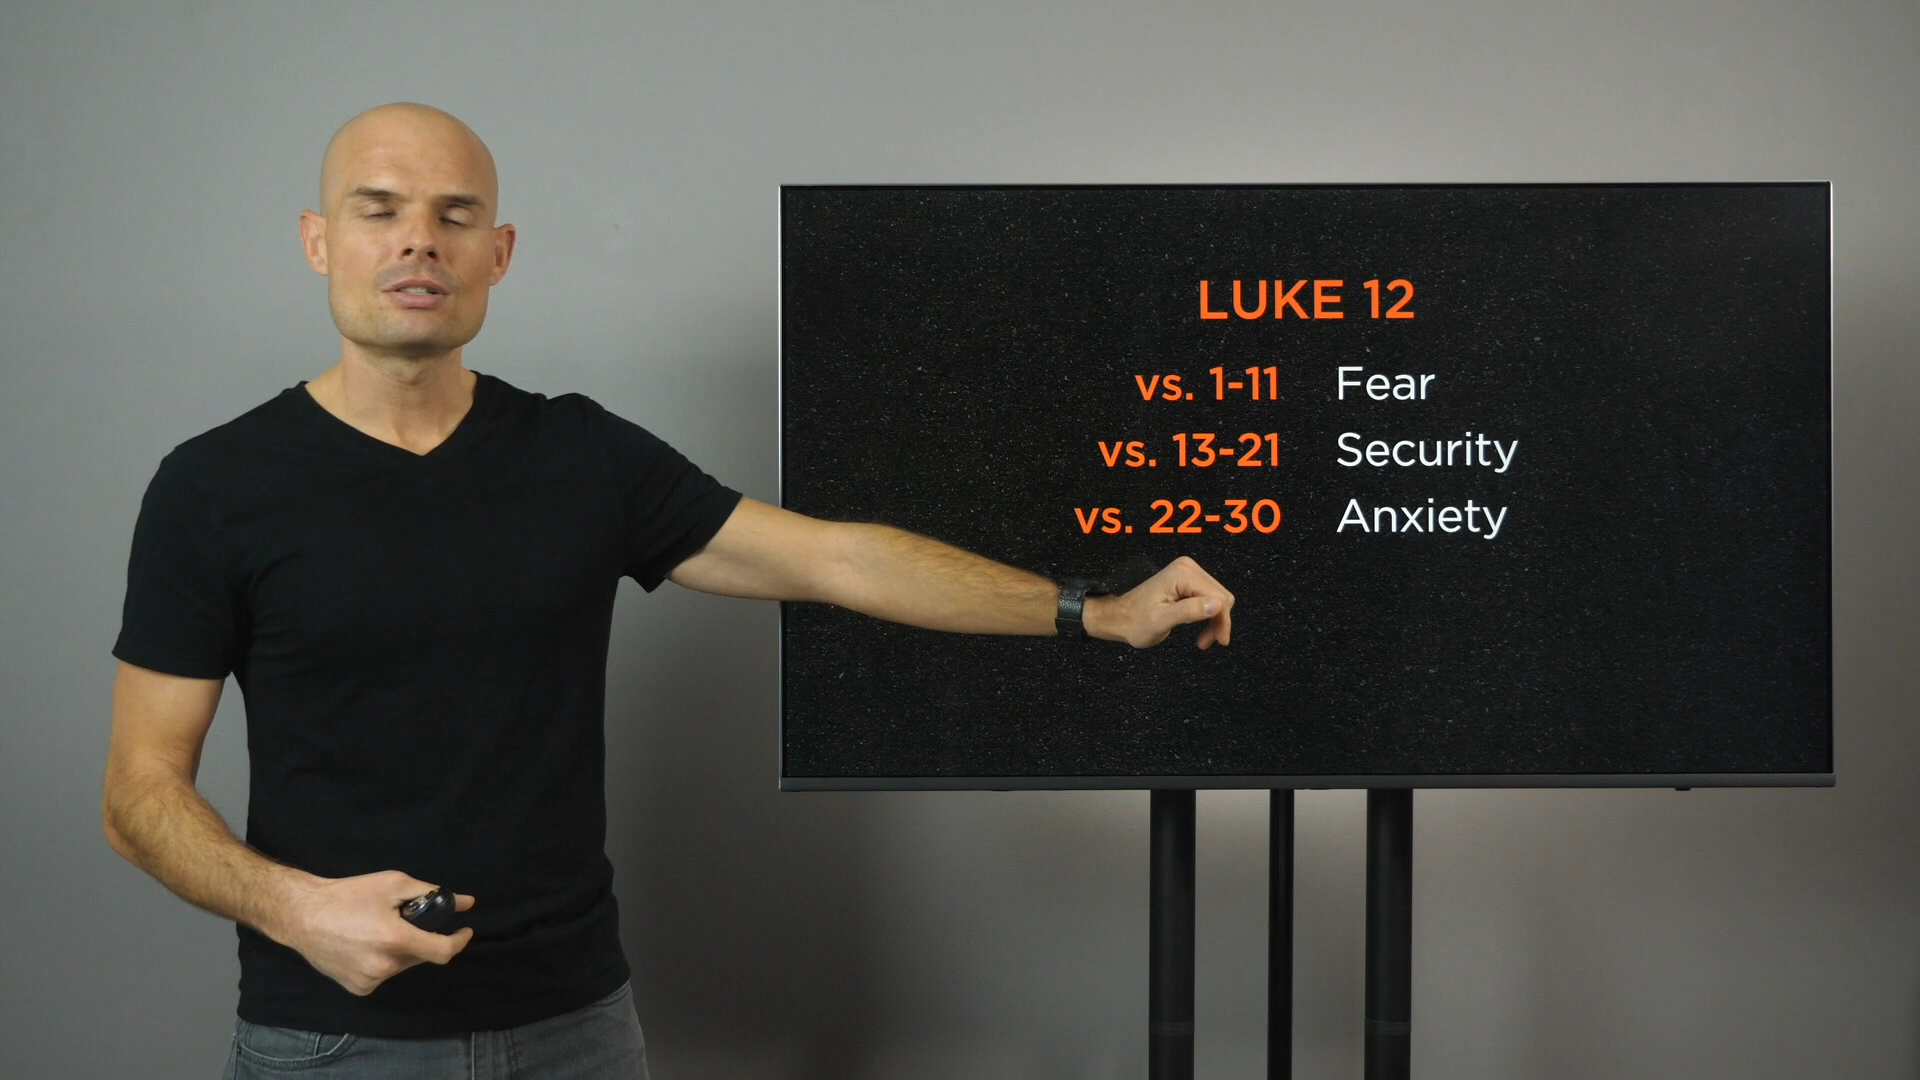 LUKE 12
vs. 1-11 Fear
vs. 13-21 Security
vs. 22-30 Anxiety